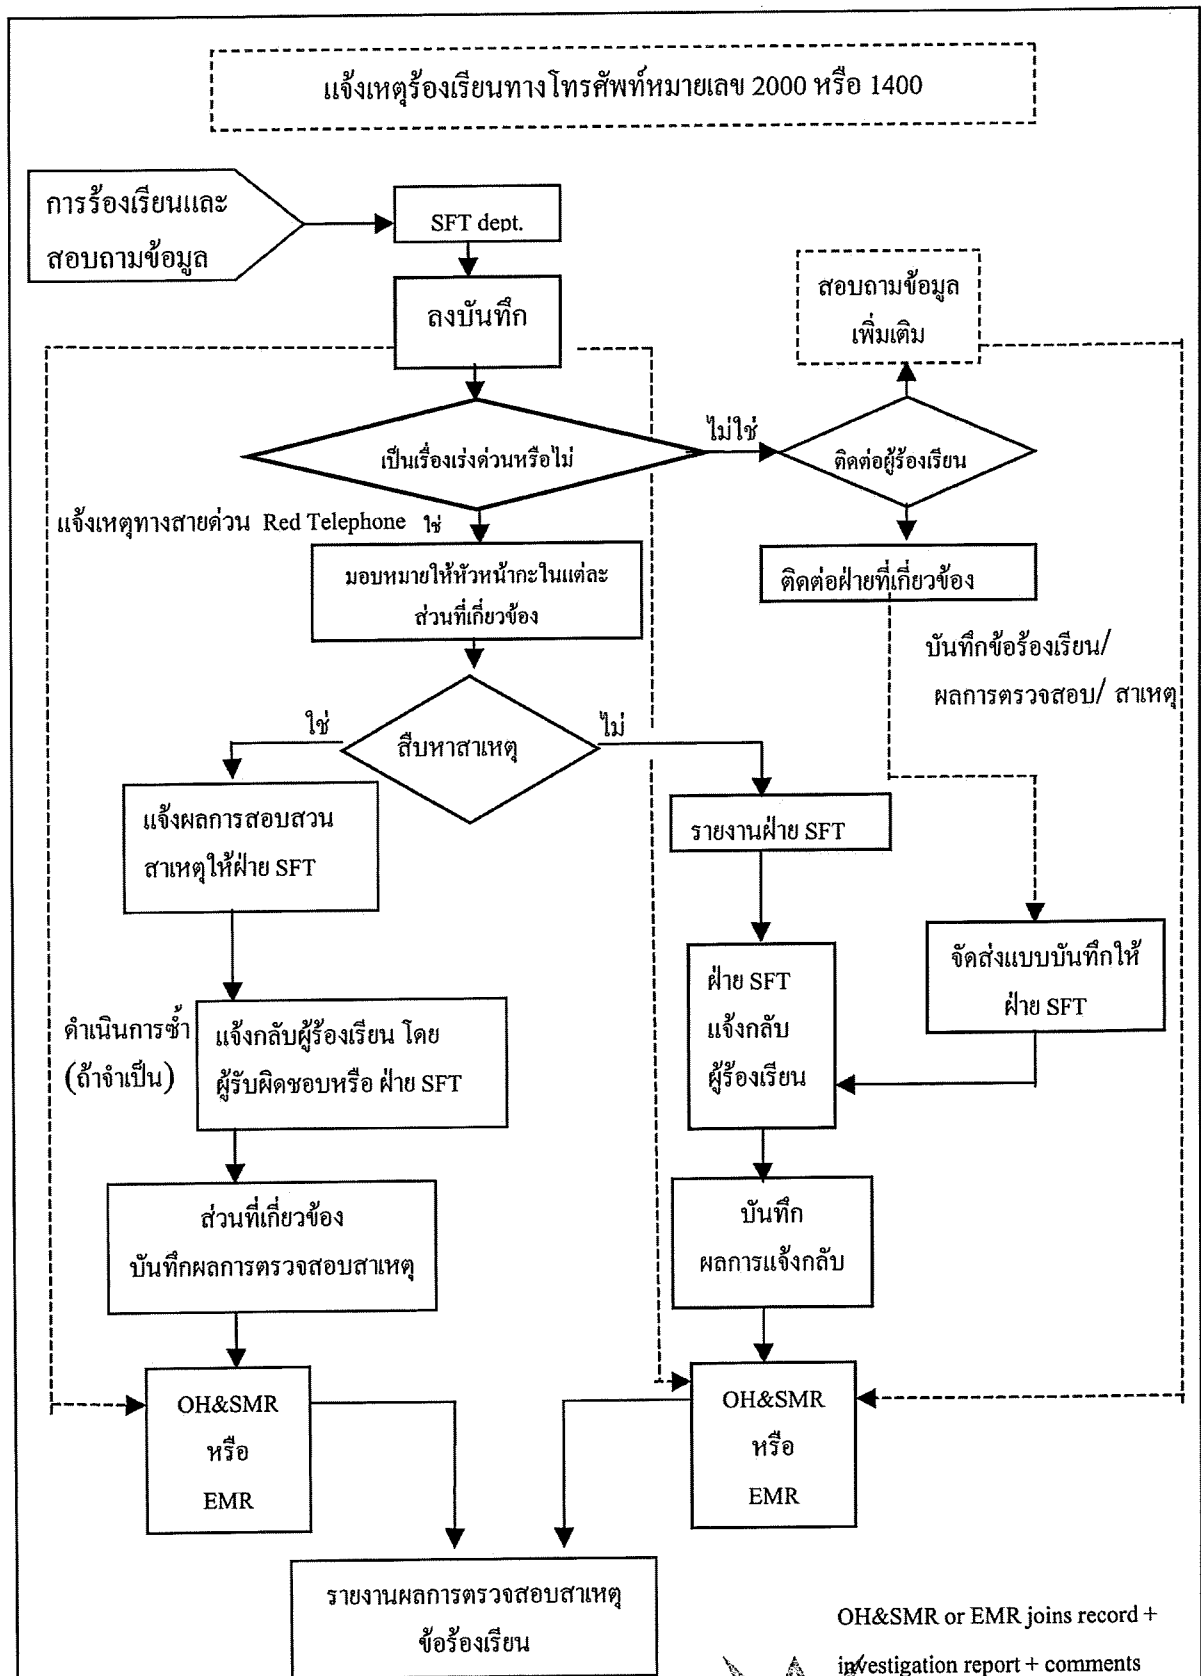 แจ้งเหตุร้องเรียนทางโทรศัพท์หมายเลข 2000 หรือ 1400
การร้องเรียนและ
สอบถามข้อมูล
SFT dept.
ลงบันทึก
สอบถามข้อมูล
เพิ่มเติม
เป็นเรื่องเร่งด่วนหรือไม่
ไม่ใช่
ติดต่อผู้ร้องเรียน
แจ้งเหตุทางสายด่วน Red Telephone ใช่
มอบหมายให้หัวหน้ากะในแต่ละ
ส่วนที่เกี่ยวข้อง
ติดต่อฝ่ายที่เกี่ยวข้อง
บันทึกข้อร้องเรียน/
ผลการตรวจสอบ/ สาเหตุ
ใช่
สืบหาสาเหตุ
ไม่
แจ้งผลการสอบสวน
สาเหตุให้ฝ่าย SFT
รายงานฝ่าย SFT
จัดส่งแบบบันทึกให้
ฝ่าย SFT
ฝ่าย SFT
แจ้งกลับ
ผู้ร้องเรียน
ดำเนินการซ้ำ
(ถ้าจำเป็น)
แจ้งกลับผู้ร้องเรียน โดย
ผู้รับผิดชอบหรือ ฝ่าย SFT
ส่วนที่เกี่ยวข้อง
บันทึกผลการตรวจสอบสาเหตุ
บันทึก
ผลการแจ้งกลับ
OH&SMR
หรือ
EMR
OH&SMR
หรือ
EMR
รายงานผลการตรวจสอบสาเหตุ
ข้อร้องเรียน
OH&SMR or EMR joins record +
investigation report + comments